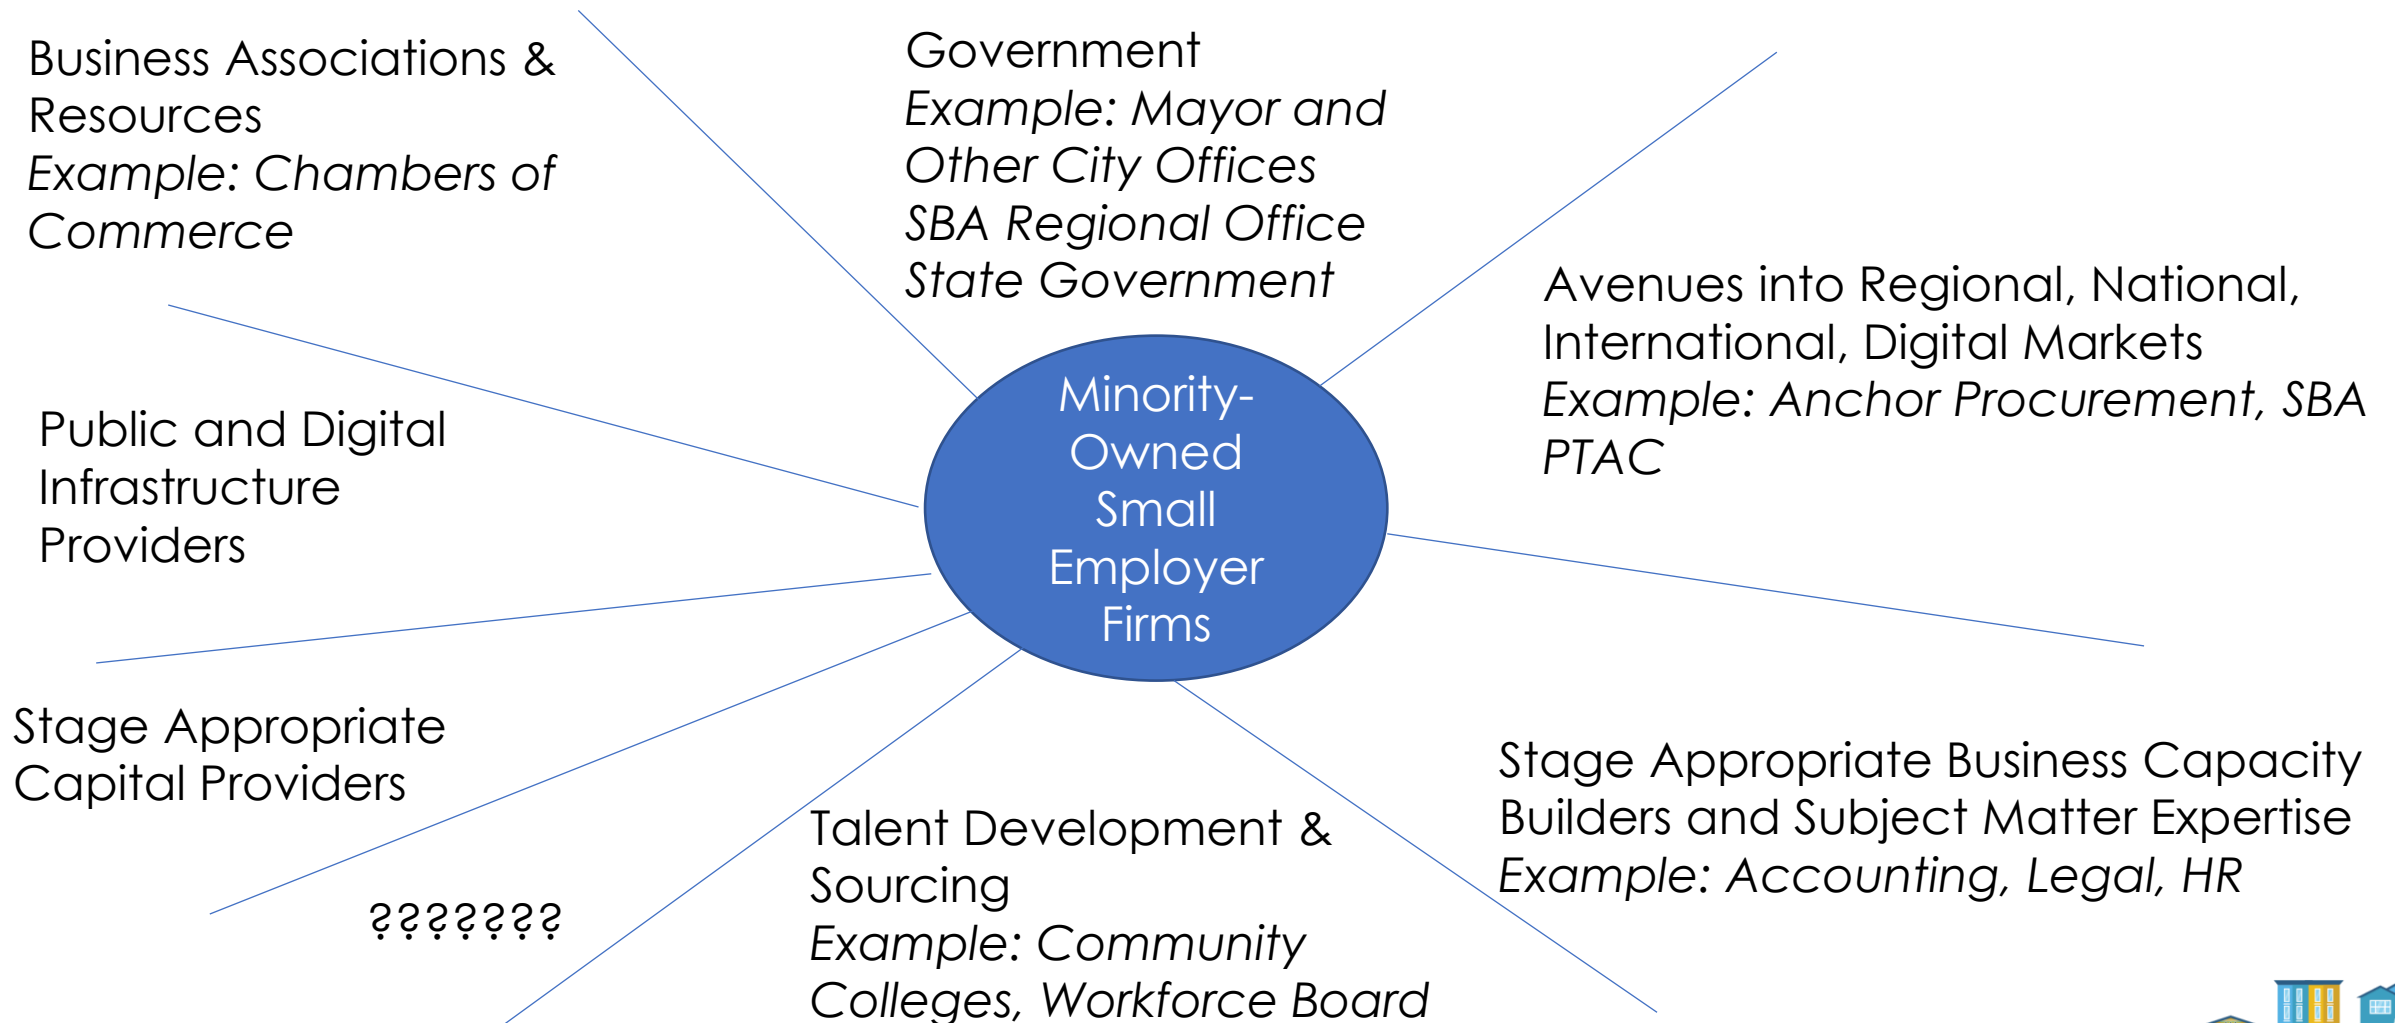 Business Associations &
Resources
Example: Chambers of
Commerce
Government
Example: Mayor and
Other City Offices
SBA Regional Office
State Government
Avenues into Regional, National,
International, Digital Markets
Example: Anchor Procurement, SBA
PTAC
Minority-
Owned
Small
Employer
Firms
Public and Digital
Infrastructure
Providers
Stage Appropriate
Capital Providers
???????
Talent Development &
Sourcing
Example: Community
Colleges, Workforce Board
Stage Appropriate Business Capacity
Builders and Subject Matter Expertise
Example: Accounting, Legal, HR